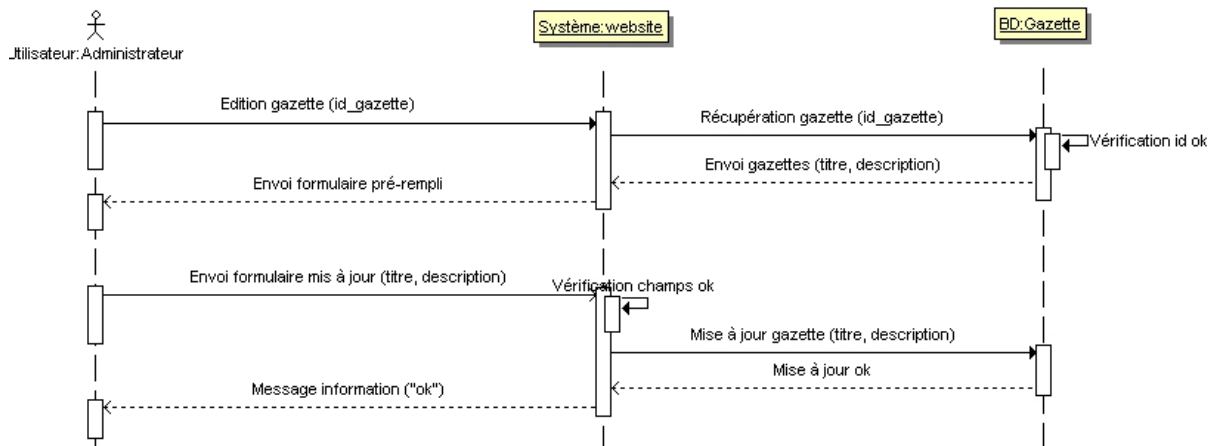 Système:website
BD:Gazette
Utilisateur:Administrateur
Edition gazette (id_gazette)
Récupération gazette (id_gazette)
Vérification id ok
Envoi gazettes (titre, description)
Envoi formulaire pré-rempli
Envoi formulaire mis à jour (titre, description)
Vérification champs ok
Mise à jour gazette (titre, description)
Mise à jour ok
Message information ("ok")